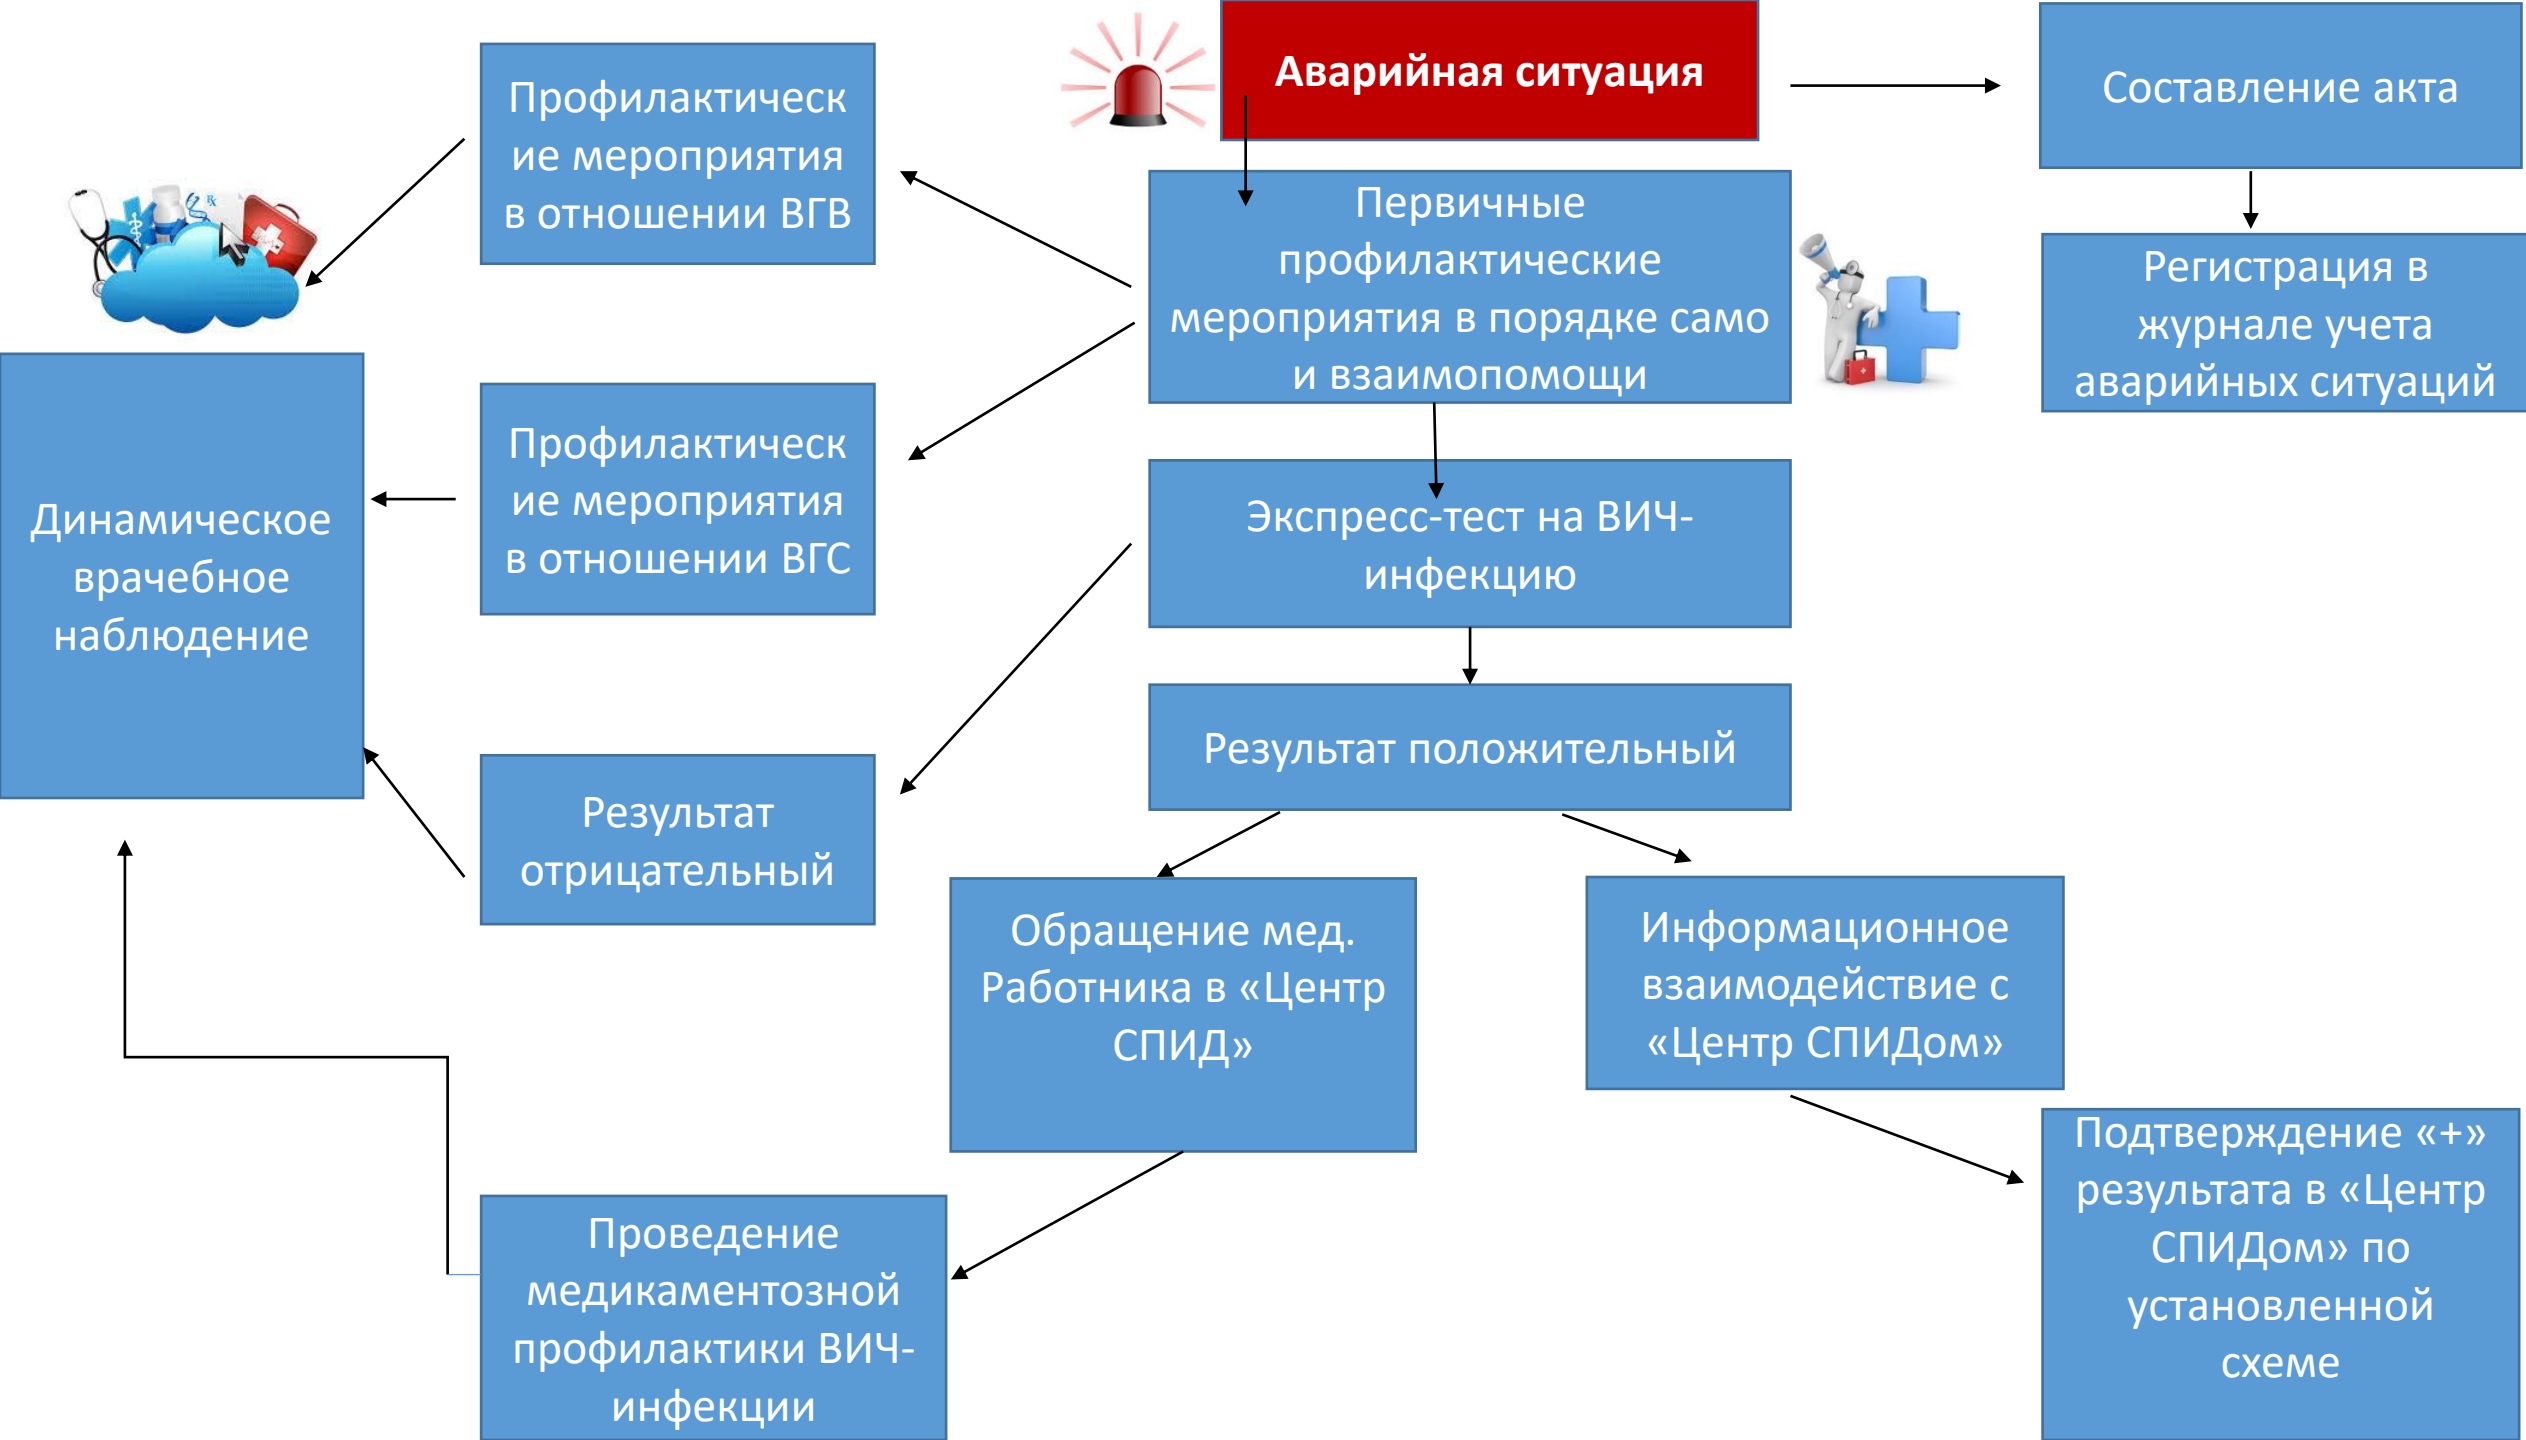 Аварийная ситуация
Составление акта
Профилактическ
ие мероприятия
в отношении ВГВ
Первичные
профилактические
мероприятия в порядке само
и взаимопомощи
Регистрация в
журнале учета
аварийных ситуаций
Динамическое
врачебное
наблюдение
Профилактическ
ие мероприятия
в отношении ВГС
Экспресс-тест на ВИЧ-
инфекцию
Результат положительный
Результат
отрицательный
Обращение мед.
Работника в «Центр
СПИД»
Информационное
взаимодействие с
«Центр СПИДом»
Подтверждение «+»
результата в «Центр
СПИДом» по
установленной
схеме
Проведение
медикаментозной
профилактики ВИЧ-
инфекции